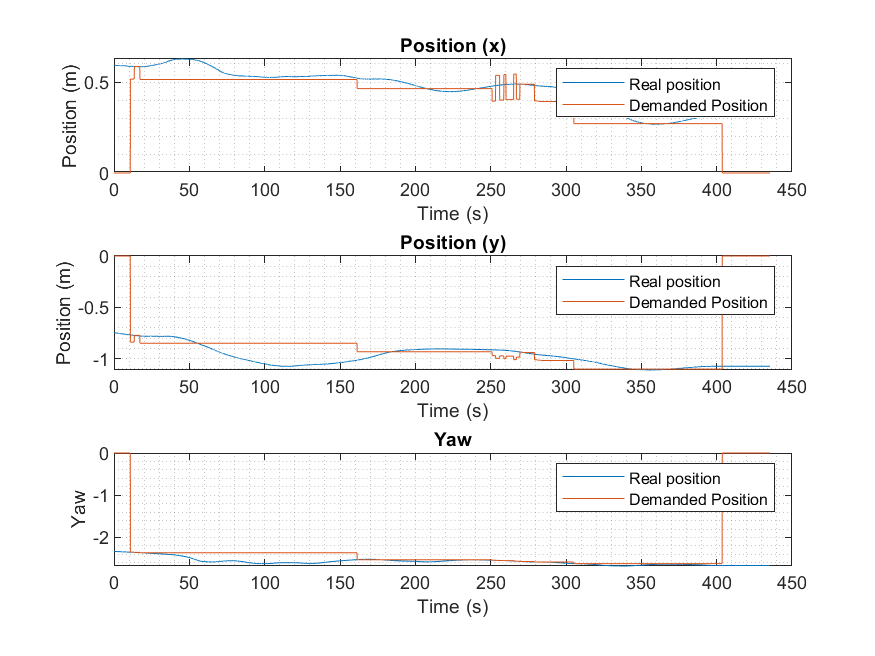 Position (x)
Position (m)
0.5
0
Real position
Demanded Position
0 50 100 150 200 250 300 350 400 450
Time (s)
Position (y)
Position (m)
0
-0.5
-1
Real position
Demanded Position
0 50 100 150 200 250 300 350 400 450
Time (s)
Yaw
Yaw
0
-1
-2
Real position
Demanded Position
0 50 100 150 200 250 300 350 400 450
Time (s)